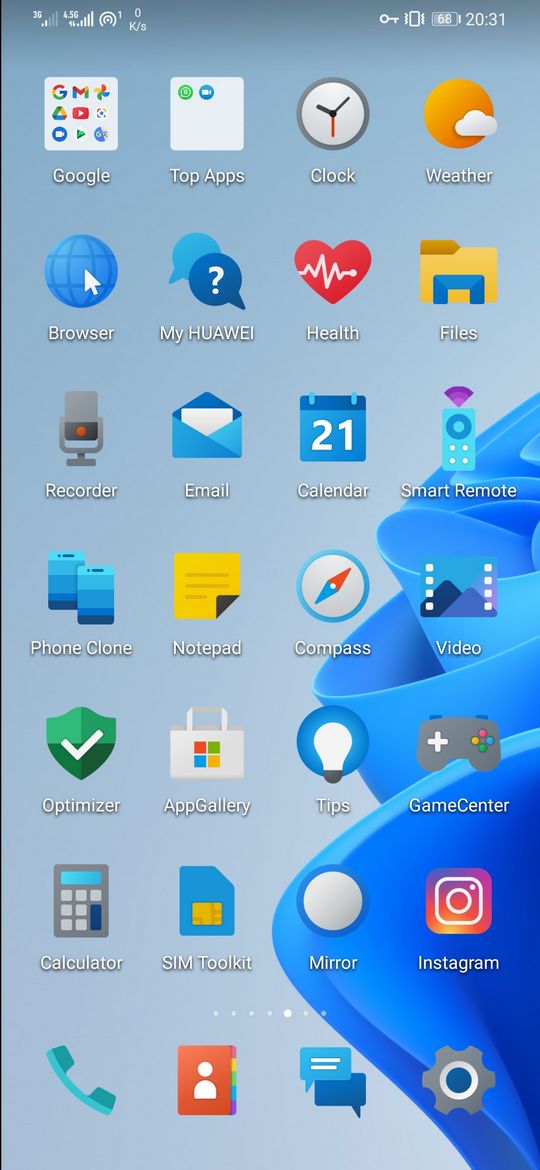 3G 4.5G 1 0 K/s 68 20:31
Google Top Apps Clock Weather
Browser My HUAWEI Health Files
?
21
Recorder Email Calendar Smart Remote
Phone Clone Notepad Compass Video
Optimizer AppGallery Tips GameCenter
Calculator SIM Toolkit Mirror Instagram